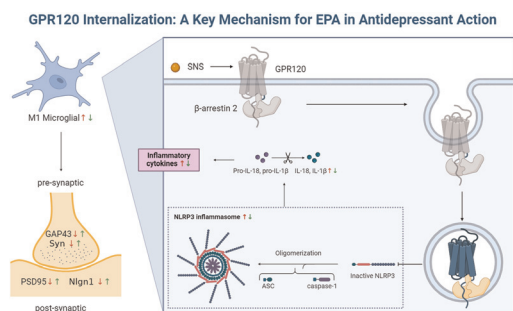 GPR120 Internalization: A Key Mechanism for EPA in Antidepressant Action
SNS
GPR120
β-arrestin 2
M1 Microglial↑↓
Inflammatory
cytokines ↑↓
Pro-IL-18, pro-IL-1β
IL-18, IL-1β↑↓
pre-synaptic
GAP43↓↑
Syn ↓↑
PSD95↓↑
Nlgn1 ↓↑
post-synaptic
NLRP3 inflammasome ↑↓
Oligomerization
ASC
caspase-1
Inactive NLRP3